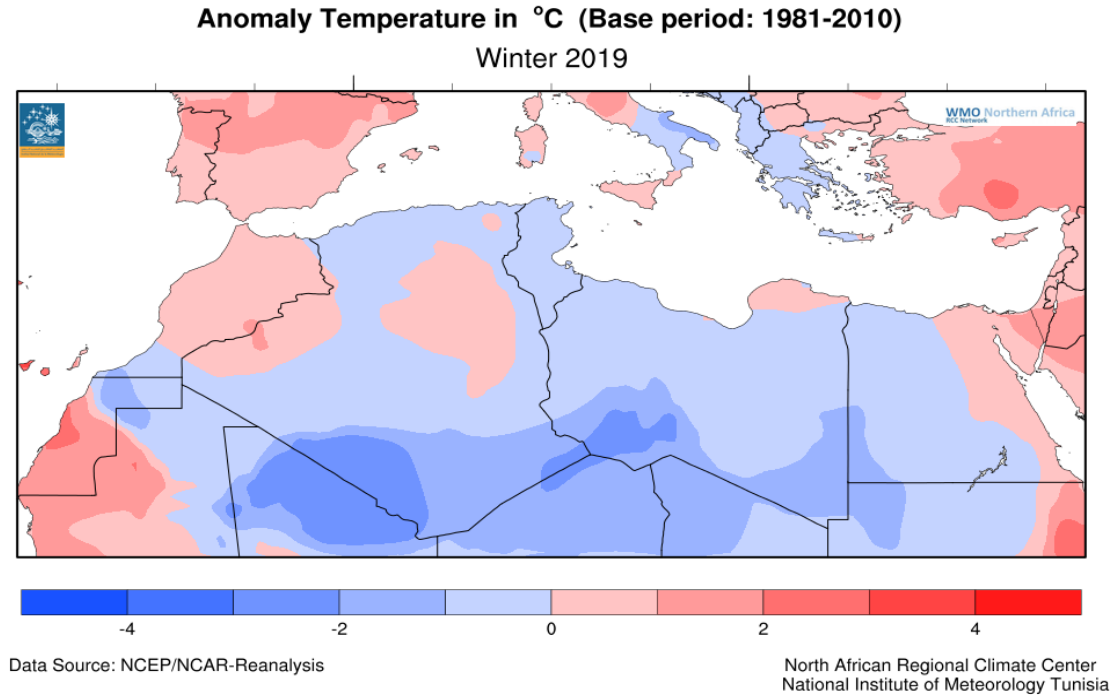 Anomaly Temperature in °C (Base period: 1981-2010)
Winter 2019
WMO Northern Africa
RCC Network
-4 -2 0 2 4
Data Source: NCEP/NCAR-Reanalysis
North African Regional Climate Center
National Institute of Meteorology Tunisia